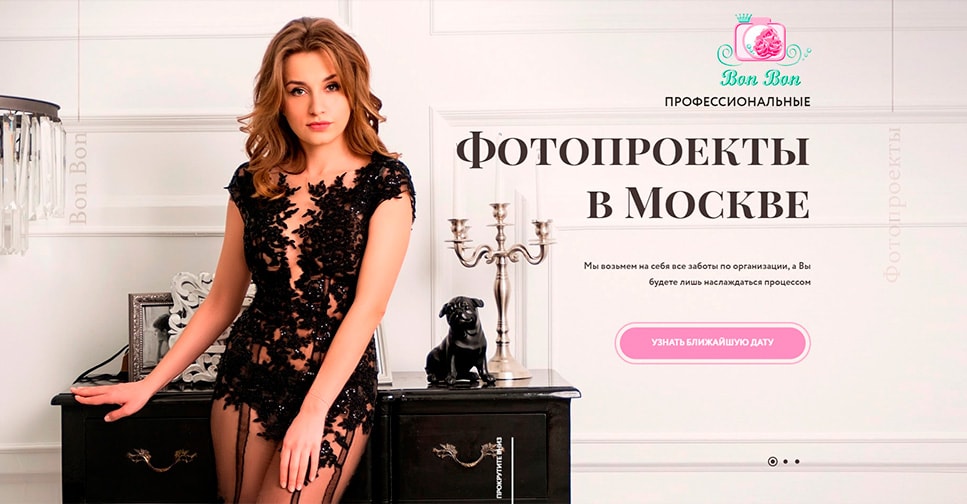 Bon Bon
ПРОФЕССИОНАЛЬНЫЕ
Фотопроекты
в Москве
Bon Bon
Фотопроекты
Мы возьмем на себя все заботы по организации, а Вы
будете лишь наслаждаться процессом
УЗНАТЬ БЛИЖАЙШУЮ ДАТУ
ПРОКРУТИТЕ ВНИЗ